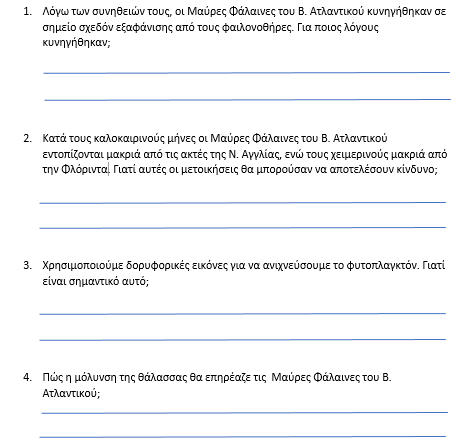 1. Λόγω των συνηθειών τους, οι Μαύρες Φάλαινες του Β. Ατλαντικού κυνηγήθηκαν σε
σημείο σχεδόν εξαφάνισης από τους φαιλονοθήρες. Για ποιος λόγους
κυνηγήθηκαν;
2. Κατά τους καλοκαιρινούς μήνες οι Μαύρες Φάλαινες του Β. Ατλαντικού
εντοπίζονται μακριά από τις ακτές της Ν. Αγγλίας, ενώ τους χειμερινούς μακριά από
την Φλόριντα. Γιατί αυτές οι μετοικήσεις θα μπορούσαν να αποτελέσουν κίνδυνο;
3. Χρησιμοποιούμε δορυφορικές εικόνες για να ανιχνεύσουμε το φυτοπλαγκτόν. Γιατί
είναι σημαντικό αυτό;
4. Πώς η μόλυνση της θάλασσας θα επηρέαζε τις Μαύρες Φάλαινες του Β.
Ατλαντικού;